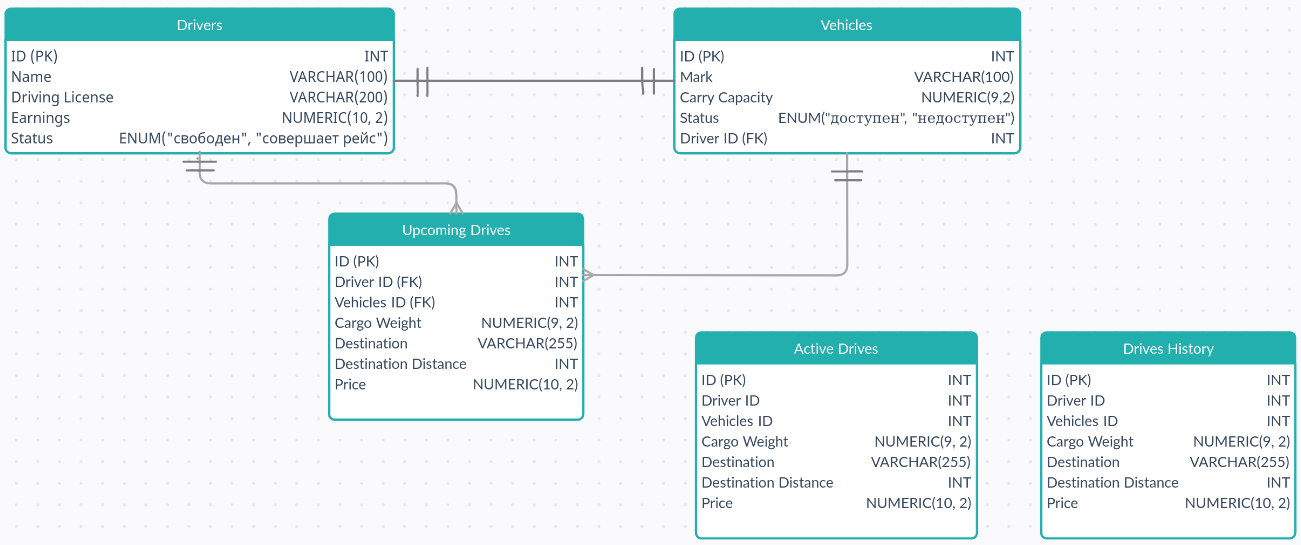 Drivers
ID (PK) INT
Name VARCHAR(100)
Driving License VARCHAR(200)
Earnings NUMERIC(10, 2)
Status ENUM("свободен", "совершает рейс")
Vehicles
ID (PK) INT
Mark VARCHAR(100)
Carry Capacity NUMERIC(9,2)
Status ENUM("доступен", "недоступен")
Driver ID (FK) INT
Upcoming Drives
ID (PK) INT
Driver ID (FK) INT
Vehicles ID (FK) INT
Cargo Weight NUMERIC(9, 2)
Destination VARCHAR(255)
Destination Distance INT
Price NUMERIC(10, 2)
Active Drives
ID (PK) INT
Driver ID INT
Vehicles ID INT
Cargo Weight NUMERIC(9, 2)
Destination VARCHAR(255)
Destination Distance INT
Price NUMERIC(10, 2)
Drives History
ID (PK) INT
Driver ID INT
Vehicles ID INT
Cargo Weight NUMERIC(9, 2)
Destination VARCHAR(255)
Destination Distance INT
Price NUMERIC(10, 2)